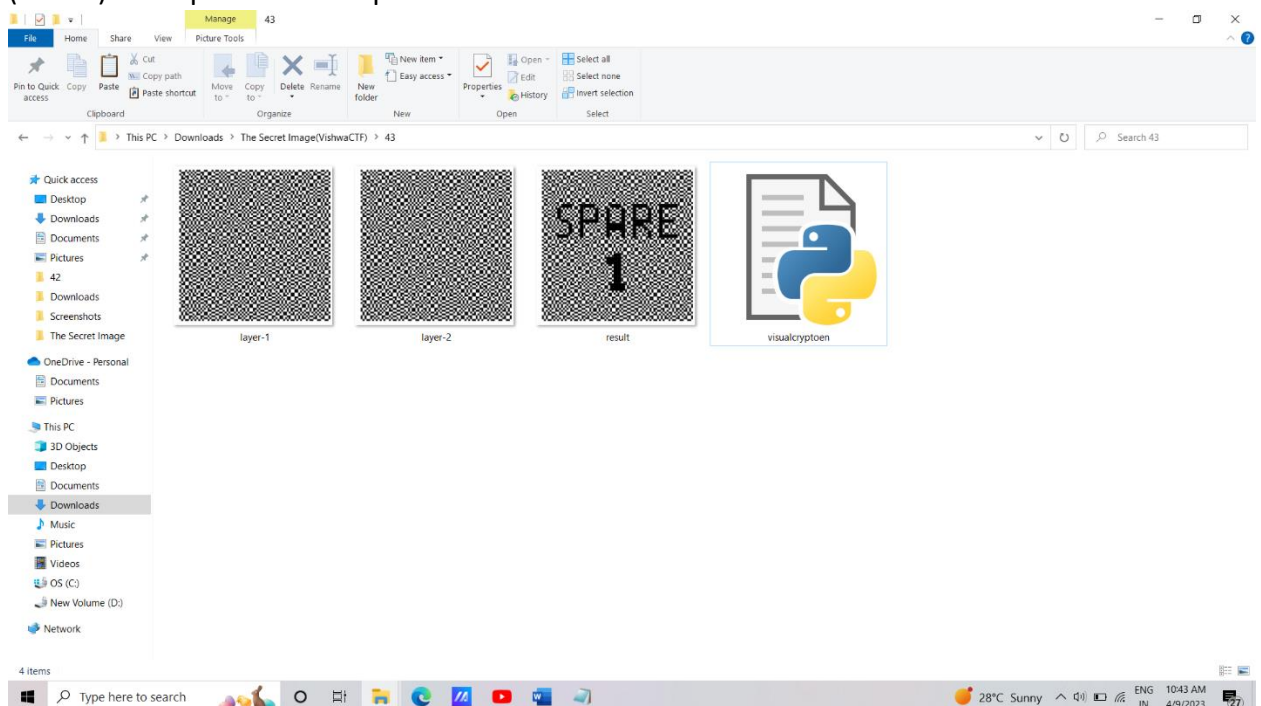 Manage 43
File Home Share View Picture Tools
Pin to Quick access Copy Paste Cut Copy path Paste shortcut Move to Copy to Delete Rename New folder New item Easy access Properties Open Edit History Select all Select none Invert selection
Clipboard Organize New Open Select
This PC > Downloads > The Secret Image(VishwaCTF) > 43 Search 43
Quick access
Desktop
Downloads
Documents
Pictures
42
Downloads
Screenshots
The Secret Image
OneDrive - Personal
Documents
Pictures
This PC
3D Objects
Desktop
Documents
Downloads
Music
Pictures
Videos
OS (C:)
New Volume (D:)
Network
SPARE
1
layer-1 layer-2 result visualcryptoen
4 items
Type here to search 28°C Sunny ENG 10:43 AM
IN 4/9/2023 27